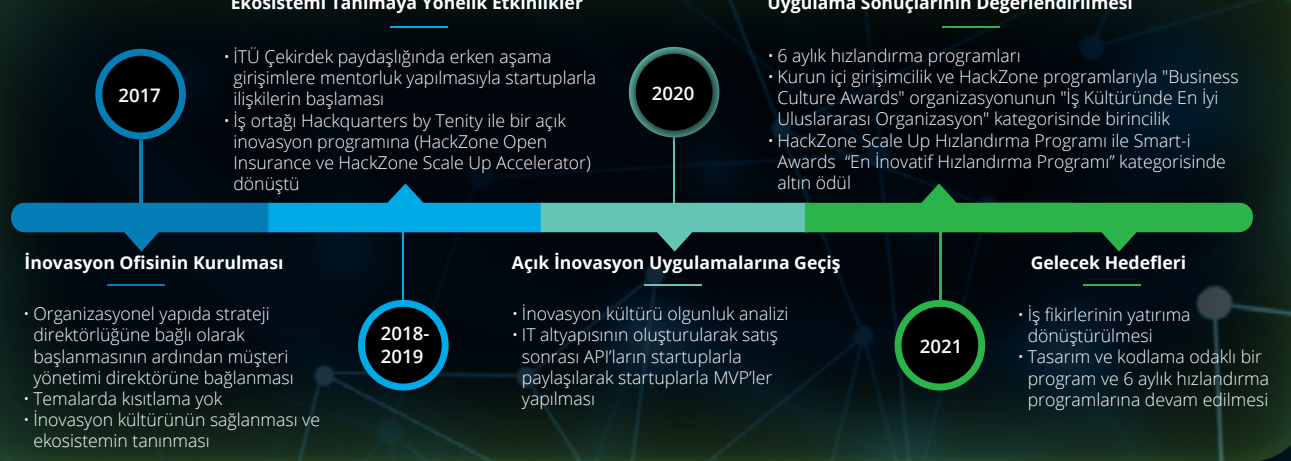 Ekosistemi Tanımaya Yönelik Etkinlikler
2017
• İTÜ Çekirdek paydaşlığında erken aşama
girişimlere mentorluk yapılmasıyla startuplarla
ilişkilerin başlaması
• İş ortağı Hackquarters by Tenity ile bir açık
inovasyon programına (HackZone Open
Insurance ve HackZone Scale Up Accelerator)
dönüştü
Uygulama Sonuçlarının Değerlendirilmesi
2020
• 6 aylık hızlandırma programları
• Kurun içi girişimcilik ve HackZone programlarıyla "Business
Culture Awards" organizasyonunun "İş Kültüründe En İyi
Uluslararası Organizasyon" kategorisinde birincilik
• HackZone Scale Up Hızlandırma Programı ile Smart-i
Awards “En İnovatif Hızlandırma Programı” kategorisinde
altın ödül
İnovasyon Ofisinin Kurulması
• Organizasyonel yapıda strateji
direktörlüğüne bağlı olarak
başlanmasının ardından müşteri
yönetimi direktörüne bağlanması
• Temalarda kısıtlama yok
• İnovasyon kültürünün sağlanması ve
ekosistemin tanınması
2018-
2019
Açık İnovasyon Uygulamalarına Geçiş
• İnovasyon kültürü olgunluk analizi
• IT altyapısının oluşturularak satış
sonrası API’ların startuplarla
paylaşılarak startuplarla MVP’ler
yapılması
2021
Gelecek Hedefleri
• İş fikirlerinin yatırıma
dönüştürülmesi
• Tasarım ve kodlama odaklı bir
program ve 6 aylık hızlandırma
programlarına devam edilmesi